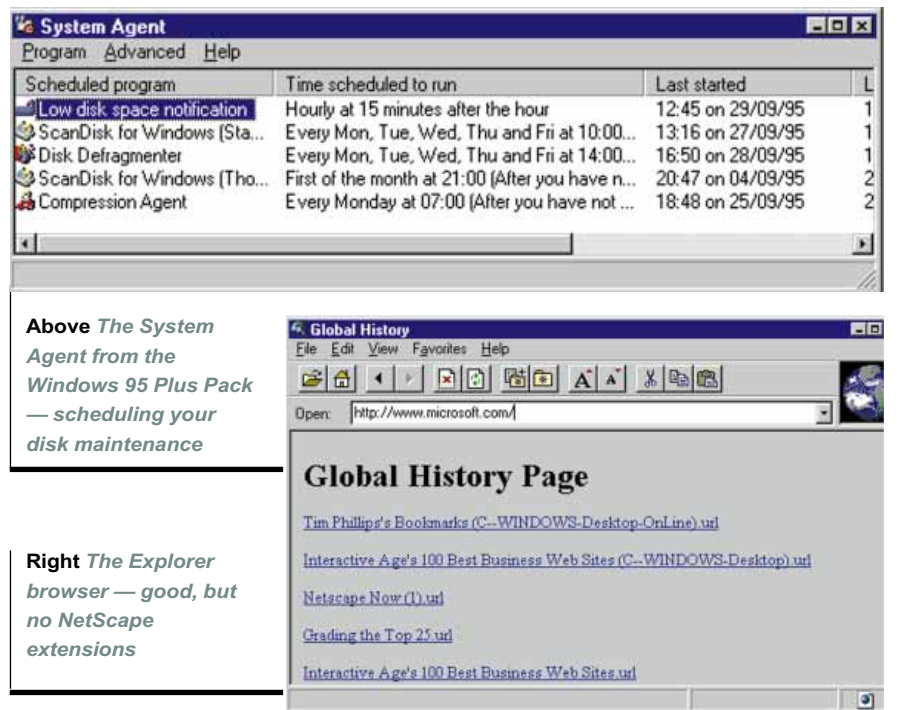 System Agent
Program Advanced Help
Scheduled program Time scheduled to run Last started L
Low disk space notification Hourly at 15 minutes after the hour 12:45 on 29/09/95 1
ScanDisk for Windows (Sta... Every Mon, Tue, Wed, Thu and Fri at 10:00... 13:16 on 27/09/95 1
Disk Defragmenter Every Mon, Tue, Wed, Thu and Fri at 14:00... 16:50 on 28/09/95 1
ScanDisk for Windows (Tho... First of the month at 21:00 (After you have n... 20:47 on 04/09/95 2
Compression Agent Every Monday at 07:00 (After you have not ... 18:48 on 25/09/95 2
Above The System
Agent from the
Windows 95 Plus Pack
— scheduling your
disk maintenance
Right The Explorer
browser — good, but
no NetScape
extensions
Global History
File Edit View Favorites Help
A A
Open: http://www.microsoft.com/
Global History Page
Tim Phillips's Bookmarks (C--WINDOWS-Desktop-OnLine).url
Interactive Age's 100 Best Business Web Sites (C--WINDOWS-Desktop).url
Netscape Now (1).url
Grading the Top 25.url
Interactive Age's 100 Best Business Web Sites.url